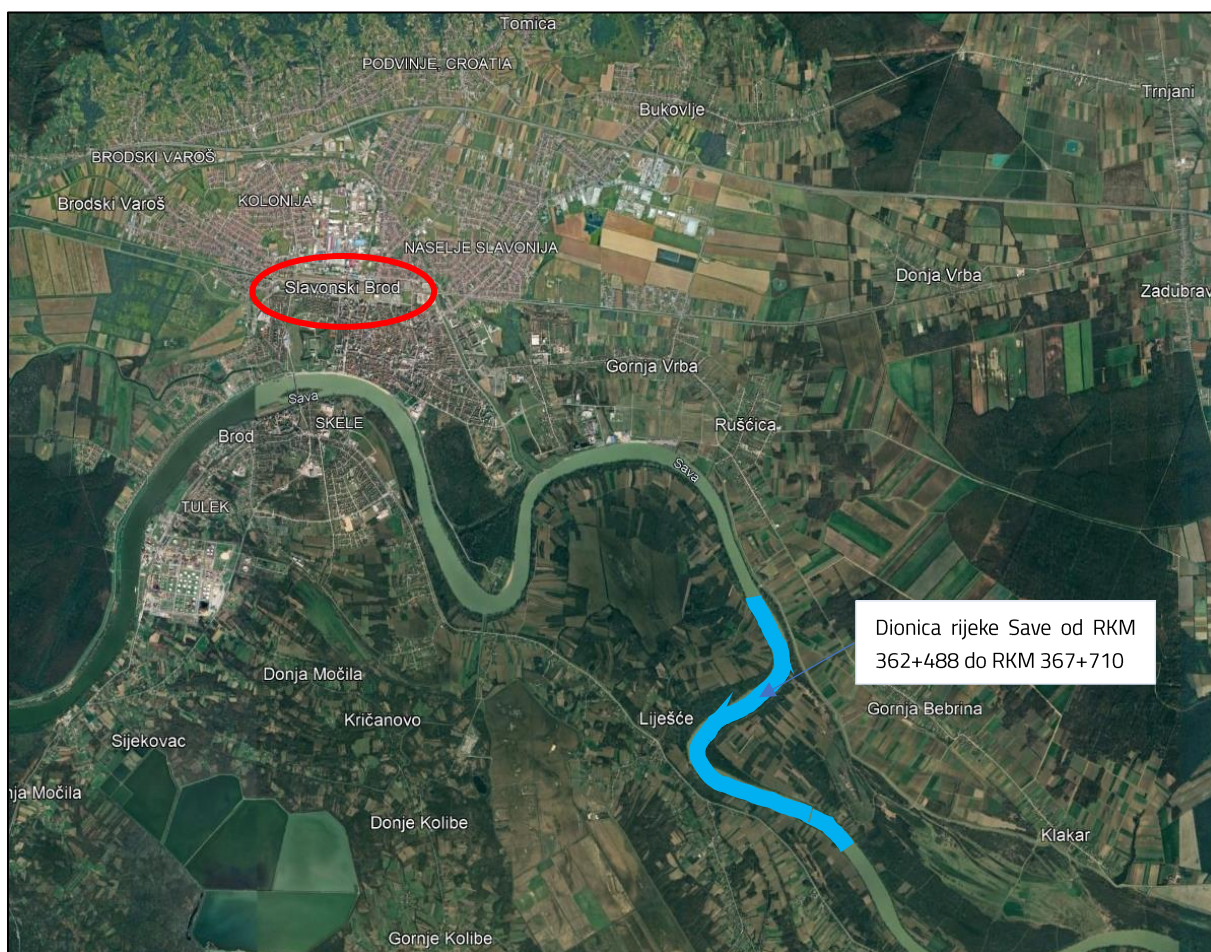 Tomica
PODVINJE, CROATIA
Trnjani
Bukovlje
BRODSKI VAROŠ
Brodski Varoš
KOLONIJA
NASELJE SLAVONIJA
Donja Vrba
Slavonski Brod
Zadubrav
Gornja Vrba
Sava
Rušćica
SKELE
Brod
Sava
TULEK
Dionica rijeke Save od RKM
362+488 do RKM 367+710
Donja Močila
Gornja Bebrina
Kričanovo
Liješće
Sijekovac
nja Močila
Donje Kolibe
Klakar
Gornje Kolibe